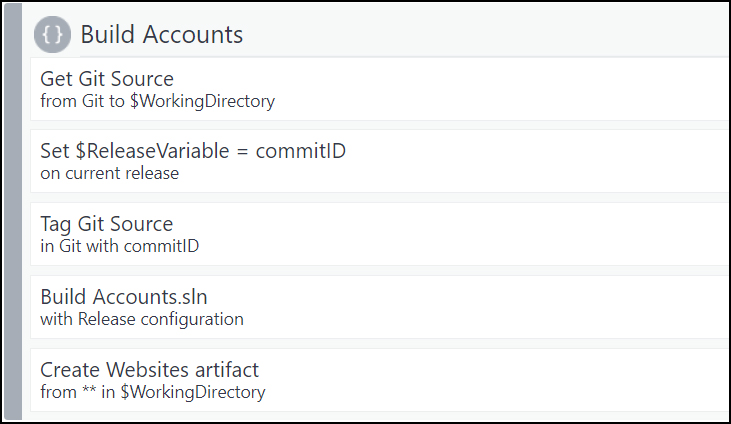 { } Build Accounts
Get Git Source
from Git to $WorkingDirectory
Set $ReleaseVariable = commitID
on current release
Tag Git Source
in Git with commitID
Build Accounts.sln
with Release configuration
Create Websites artifact
from ** in $WorkingDirectory